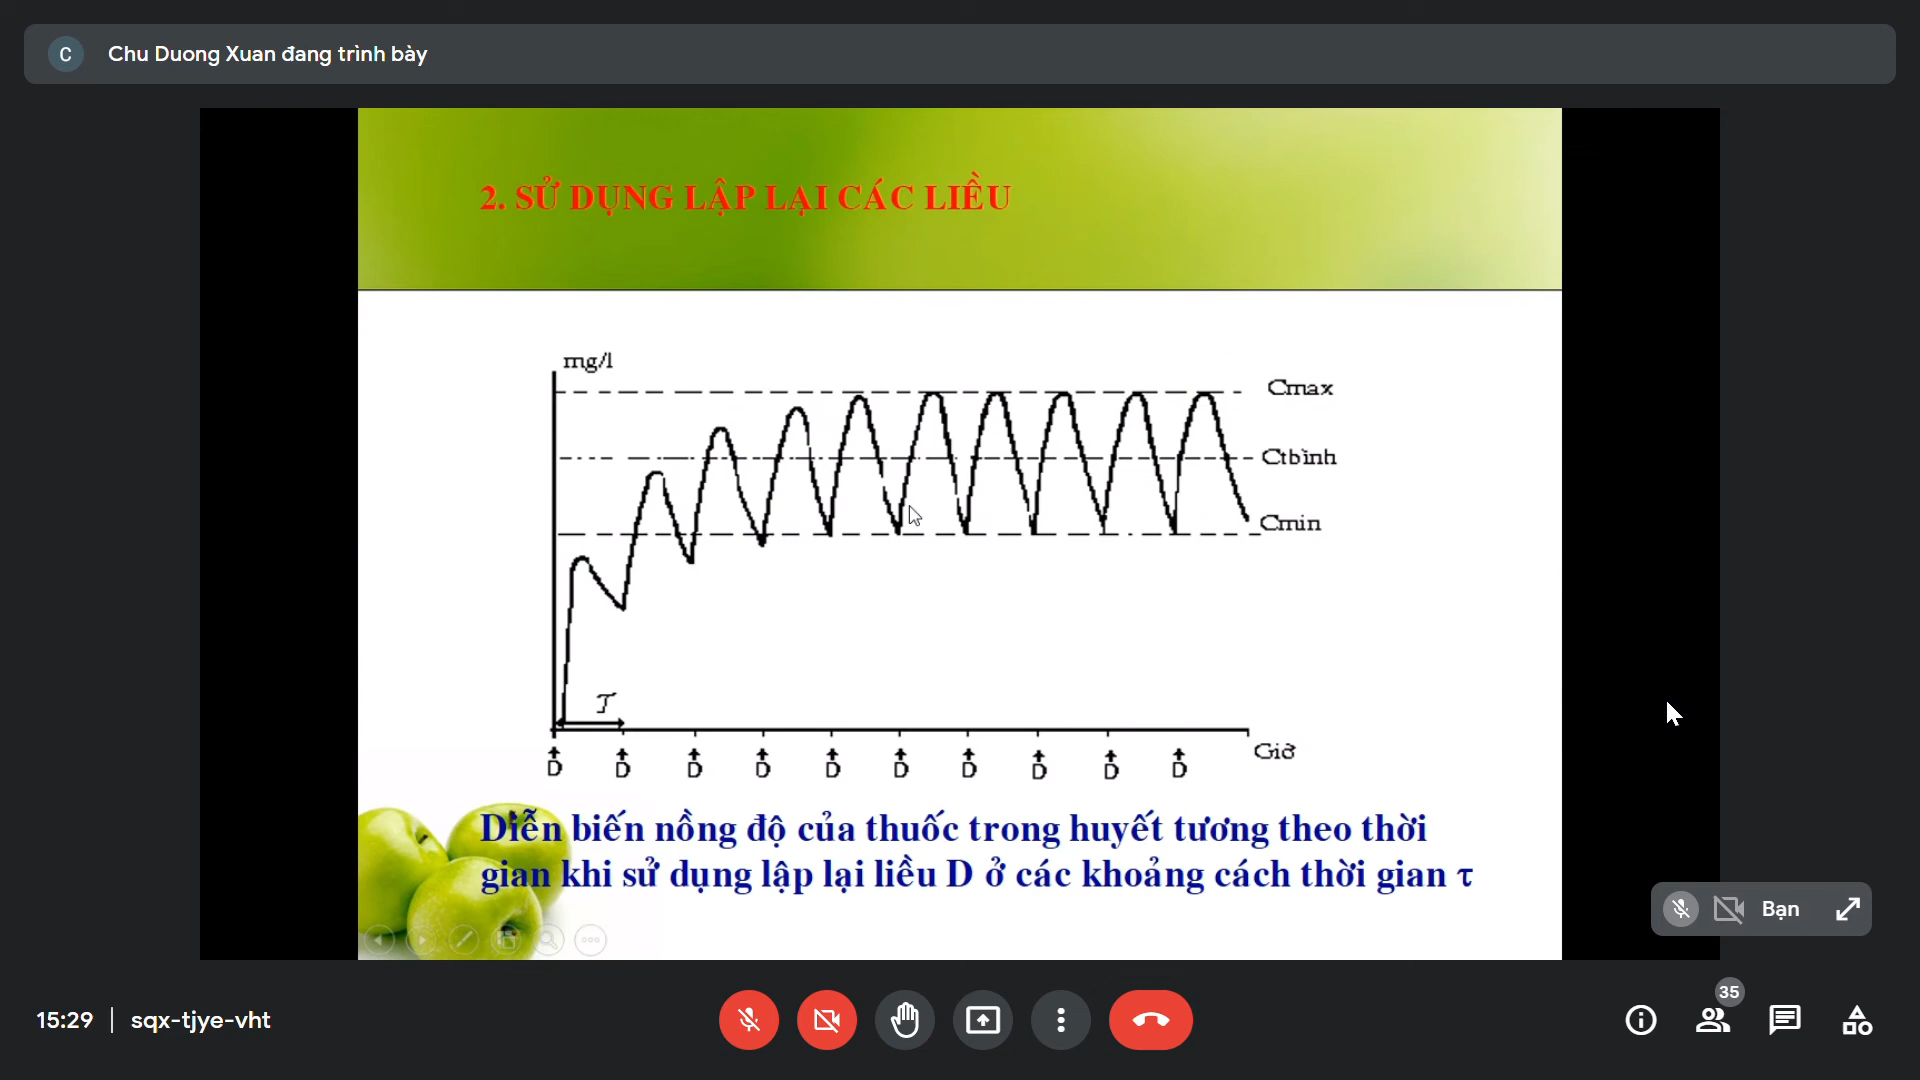 C Chu Duong Xuan đang trình bày
2. SỬ DỤNG LẬP LẠI CÁC LIỀU
mg/l
Cmax
Ctbình
Cmin
T
Giờ
D D D D D D D D D D
Diễn biến nồng độ của thuốc trong huyết tương theo thời
gian khi sử dụng lập lại liều D ở các khoảng cách thời gian τ
Bạn
15:29 | sqx-tjye-vht
35